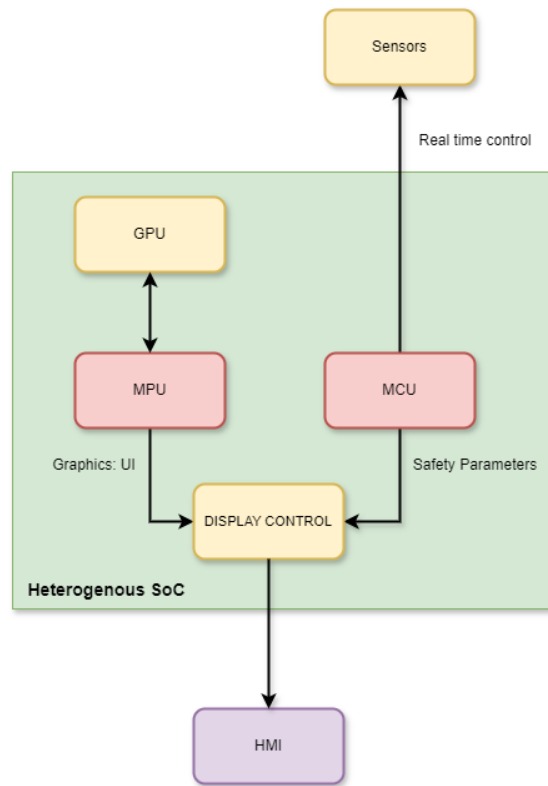 Sensors
Real time control
GPU
MPU
MCU
Graphics: UI
Safety Parameters
DISPLAY CONTROL
Heterogenous SoC
HMI